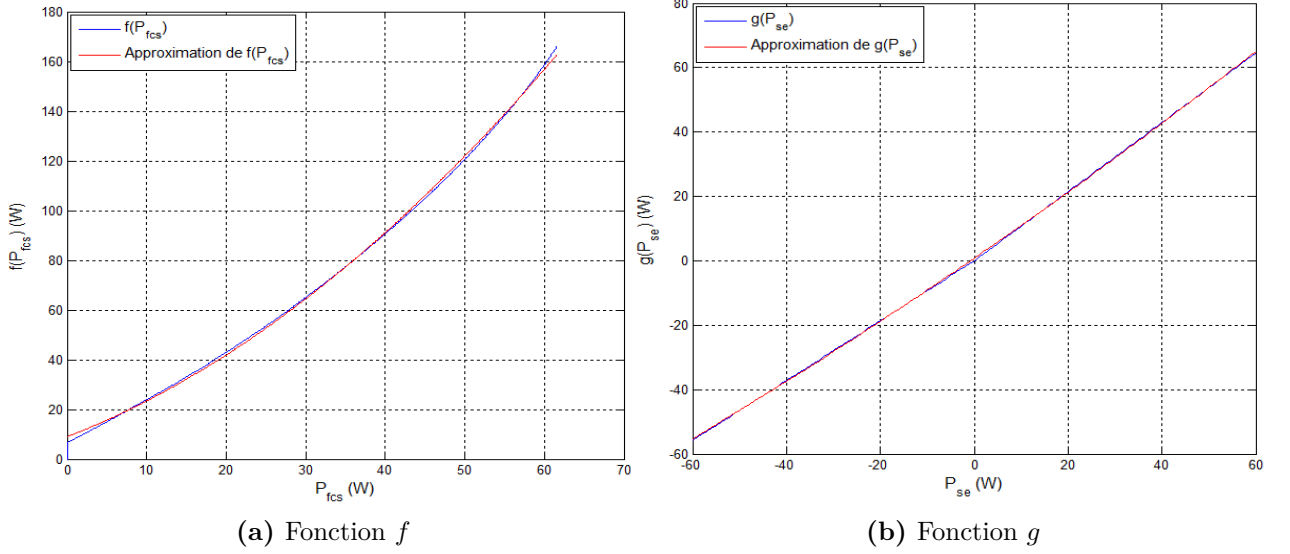 180
160
140
120
100
80
60
40
20
0
f(P_fcs) (W)
f(P_fcs)
Approximation de f(P_fcs)
0 10 20 30 40 50 60 70
P_fcs (W)
(a) Fonction f
80
60
40
20
0
-20
-40
-60
g(P_se) (W)
g(P_se)
Approximation de g(P_se)
-60 -40 -20 0 20 40 60
P_se (W)
(b) Fonction g